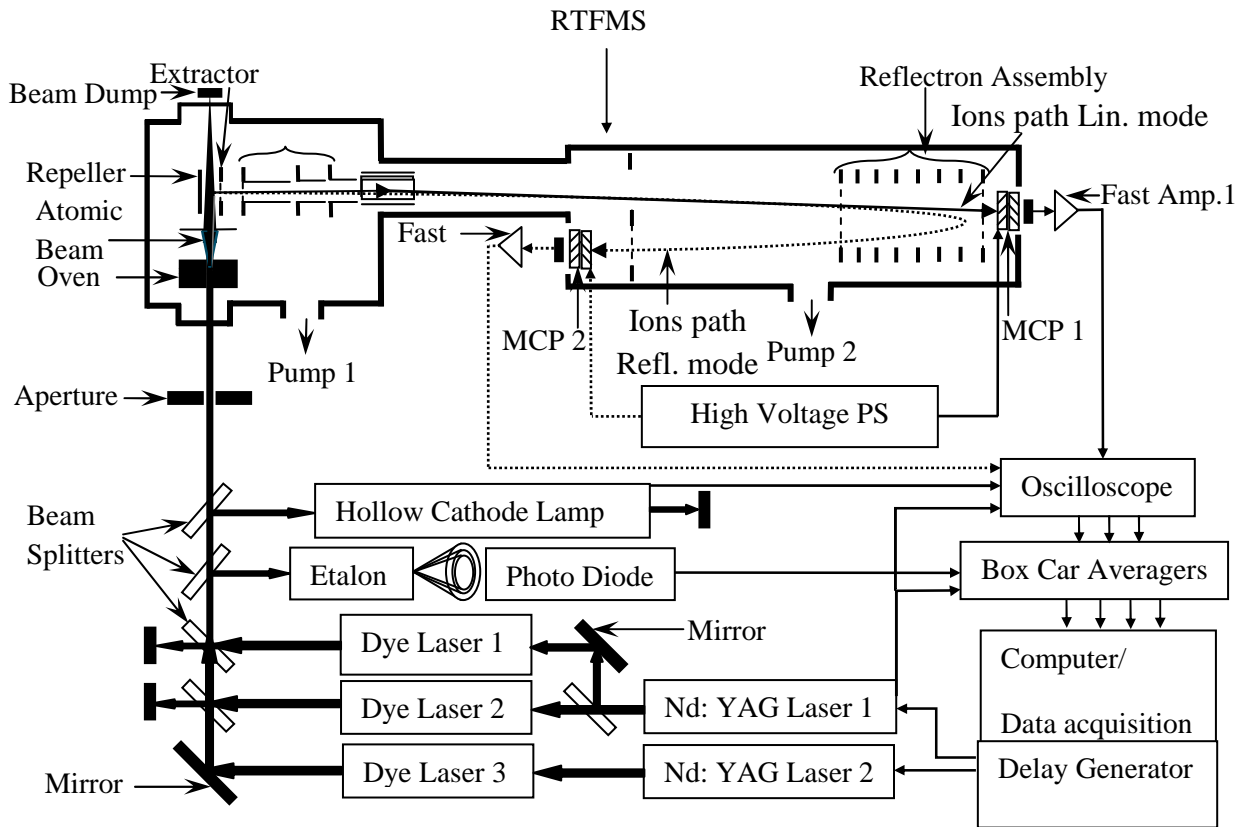 RTFMS
Extractor
Beam Dump
Reflectron Assembly
Ions path Lin. mode
Repeller
Atomic
Beam
Oven
Fast Amp.1
Fast
MCP 2
Ions path
Refl. mode
MCP 1
Pump 1
Pump 2
Aperture
High Voltage PS
Oscilloscope
Beam
Splitters
Hollow Cathode Lamp
Etalon
Photo Diode
Box Car Averagers
Mirror
Dye Laser 1
Computer/
Data acquisition
Dye Laser 2
Nd: YAG Laser 1
Dye Laser 3
Nd: YAG Laser 2
Delay Generator
Mirror